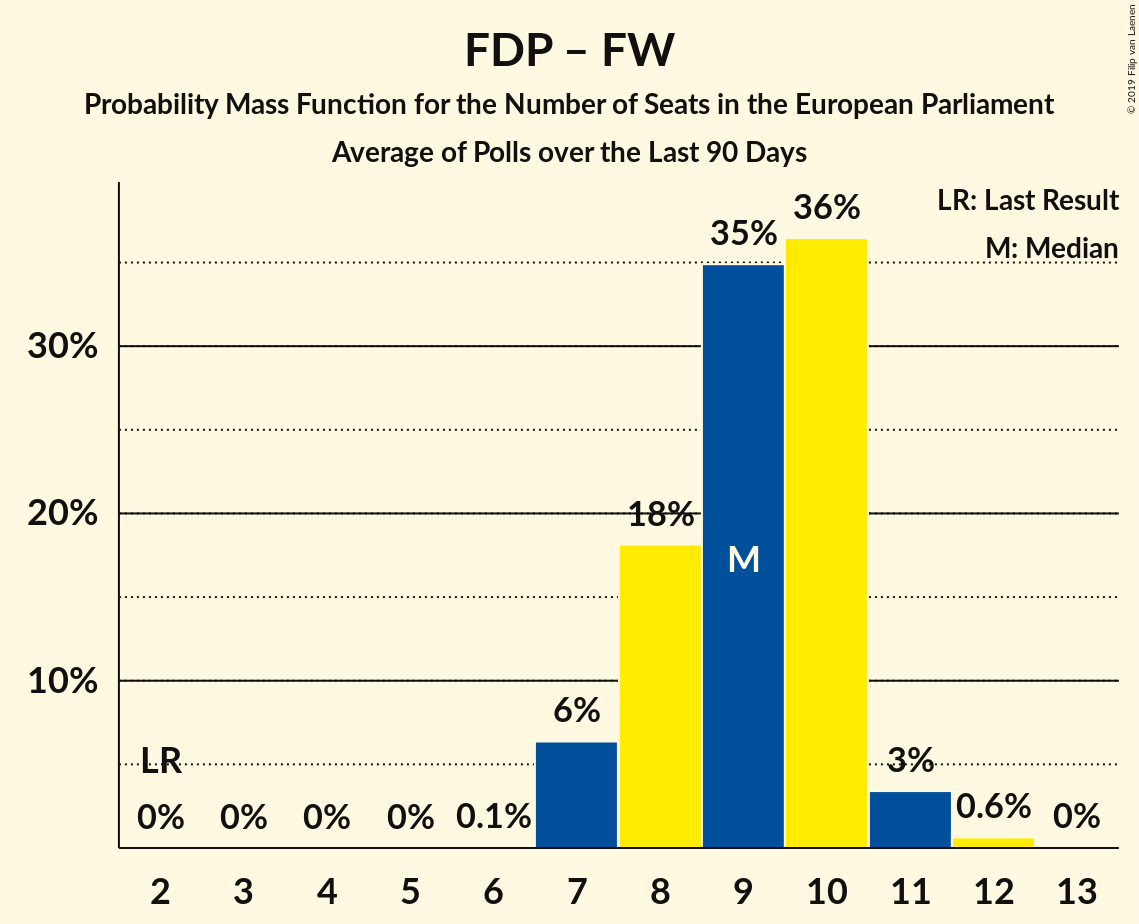 FDP – FW
Probability Mass Function for the Number of Seats in the European Parliament
Average of Polls over the Last 90 Days
© 2019 Filip van Laenen
LR: Last Result
M: Median
36%
35%
30%
20%
18%
M
10%
6%
LR
3%
0%
0%
0%
0%
0.1%
0.6%
0%
2 3 4 5 6 7 8 9 10 11 12 13